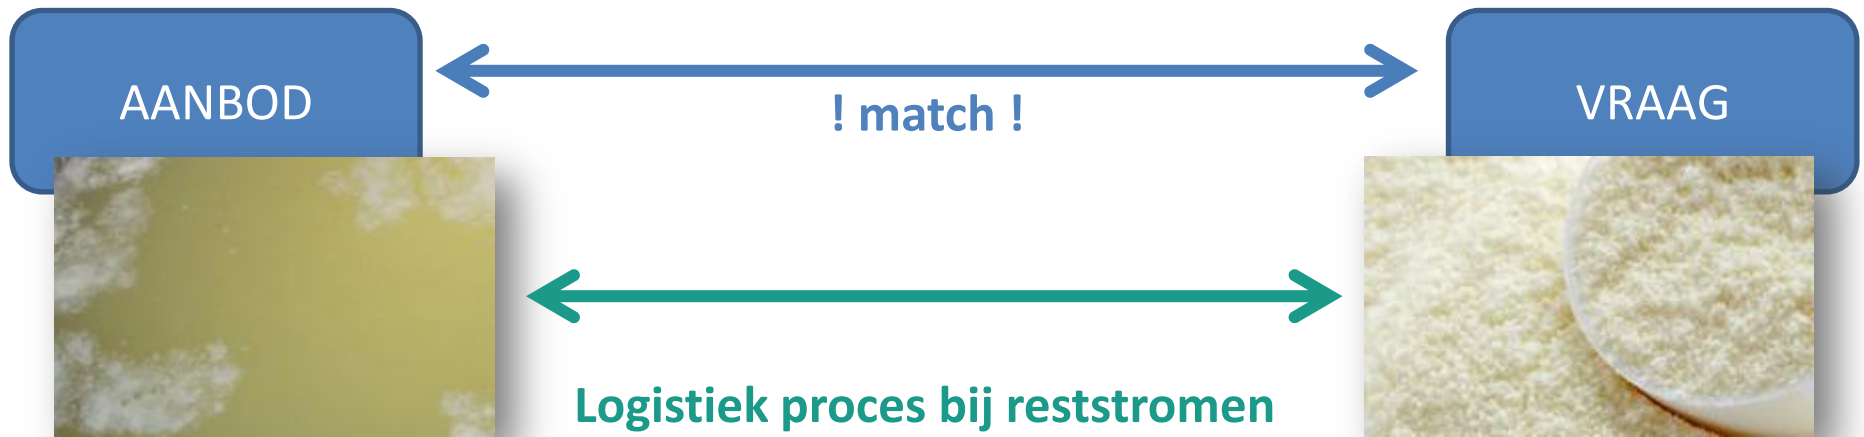 AANBOD
VRAAG
! match !
Logistiek proces bij reststromen